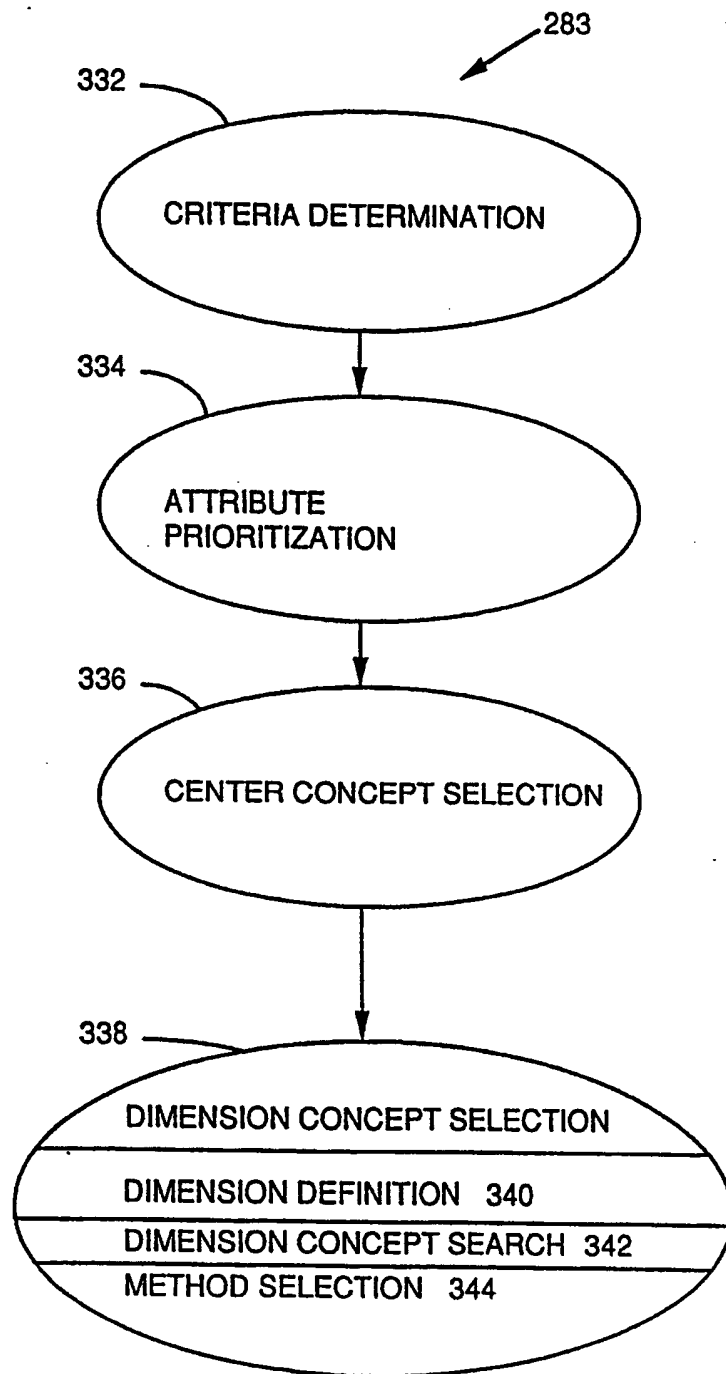 283
332
CRITERIA DETERMINATION
334
ATTRIBUTE
PRIORITIZATION
336
CENTER CONCEPT SELECTION
338
DIMENSION CONCEPT SELECTION
DIMENSION DEFINITION 340
DIMENSION CONCEPT SEARCH 342
METHOD SELECTION 344